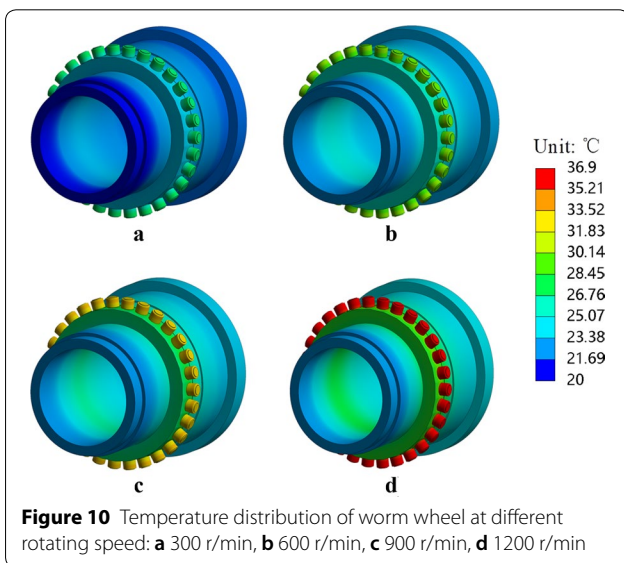 a
b
c
d
Unit: ℃
36.9
35.21
33.52
31.83
30.14
28.45
26.76
25.07
23.38
21.69
20
Figure 10 Temperature distribution of worm wheel at different
rotating speed: a 300 r/min, b 600 r/min, c 900 r/min, d 1200 r/min